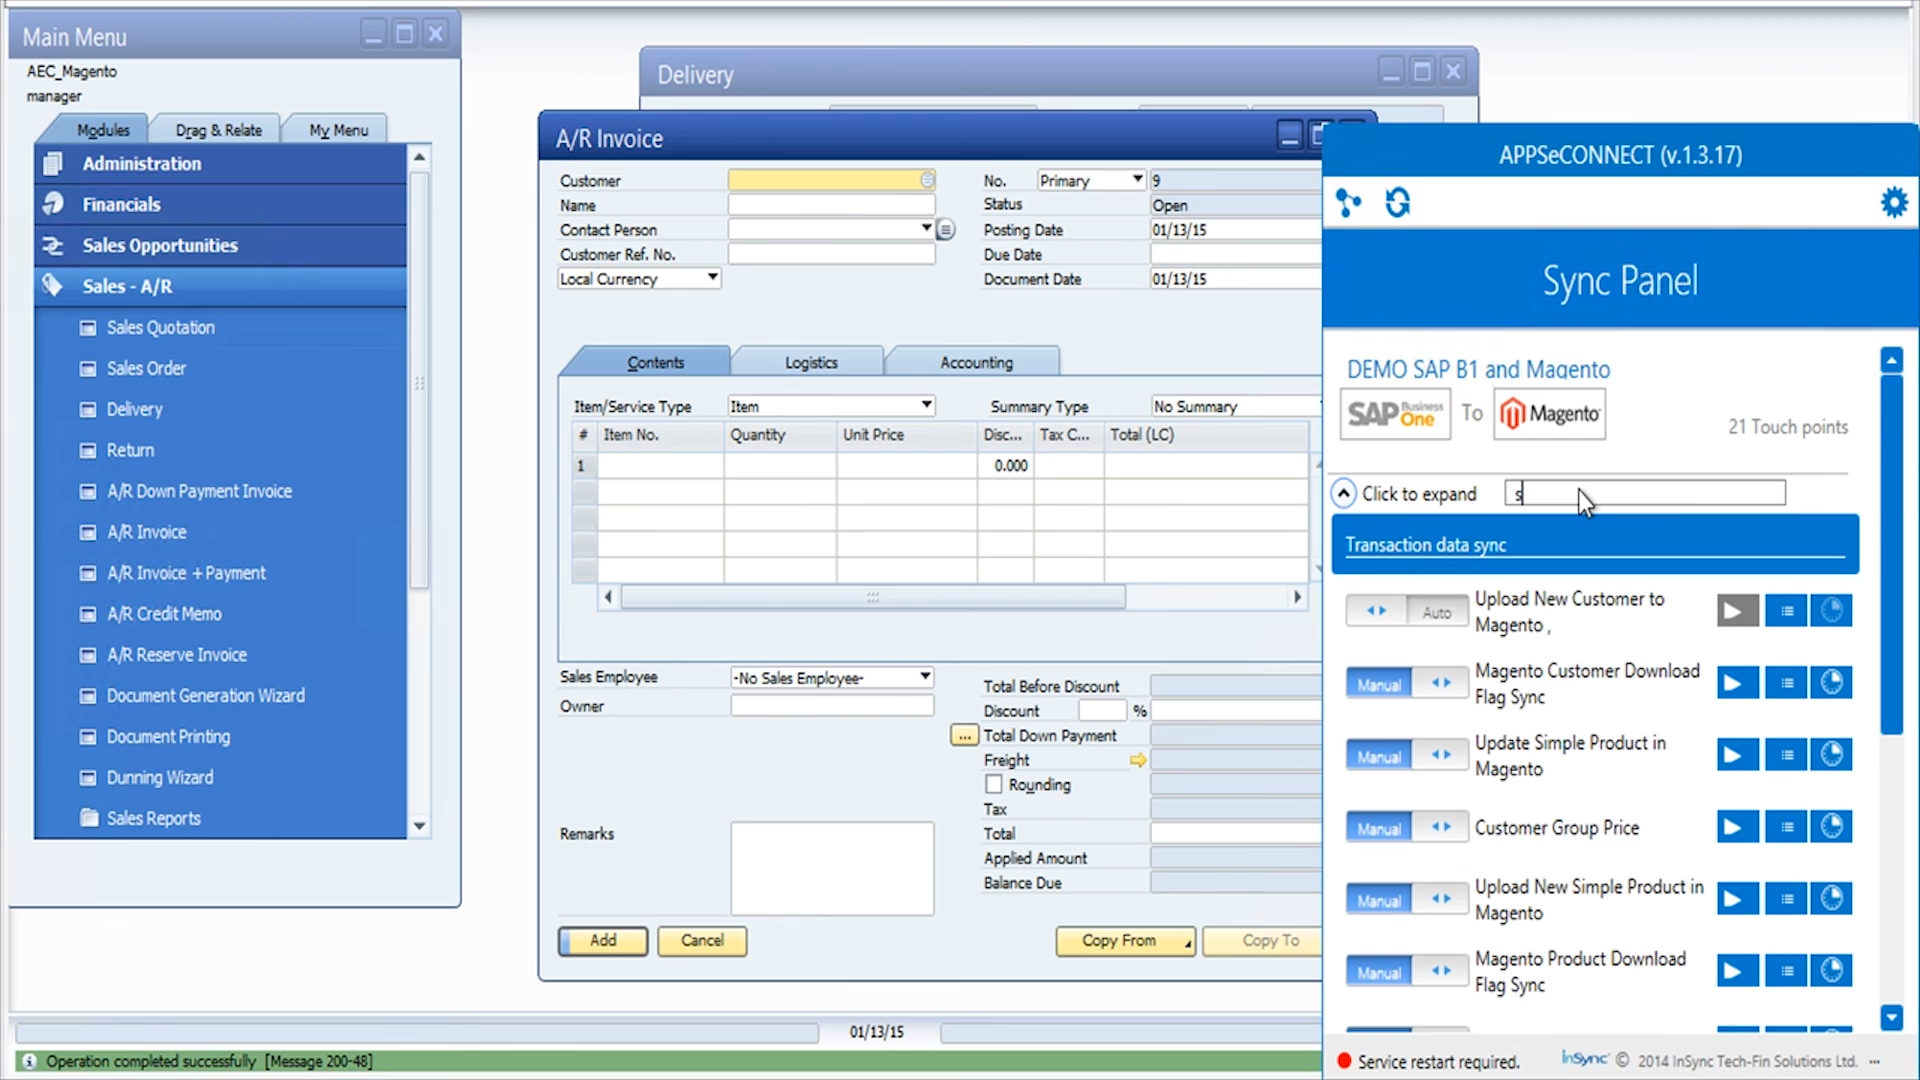 Main Menu
AEC_Magento
manager
Modules
Drag & Relate
My Menu
Administration
Financials
Sales Opportunities
Sales - A/R
Sales Quotation
Sales Order
Delivery
Return
A/R Down Payment Invoice
A/R Invoice
A/R Invoice + Payment
A/R Credit Memo
A/R Reserve Invoice
Document Generation Wizard
Document Printing
Dunning Wizard
Sales Reports
Delivery
A/R Invoice
Customer
Name
Contact Person
Customer Ref. No.
Local Currency
No. Primary 9
Status Open
Posting Date 01/13/15
Due Date
Document Date 01/13/15
Contents
Logistics
Accounting
Item/Service Type Item
Summary Type No Summary
# Item No. Quantity Unit Price Disc... Tax C... Total (LC)
1 0.000
Sales Employee -No Sales Employee-
Owner
Total Before Discount
Discount %
... Total Down Payment
Freight
Rounding
Tax
Total
Applied Amount
Balance Due
Remarks
Add
Cancel
Copy From
Copy To
01/13/15
Operation completed successfully [Message 200-48]
APPSeCONNECT (v.1.3.17)
Sync Panel
DEMO SAP B1 and Magento
SAP Business One To Magento
21 Touch points
Click to expand s
Transaction data sync
Auto Upload New Customer to
Magento ,
Manual Magento Customer Download
Flag Sync
Manual Update Simple Product in
Magento
Manual Customer Group Price
Manual Upload New Simple Product in
Magento
Manual Magento Product Download
Flag Sync
Service restart required. InSync © 2014 InSync Tech-Fin Solutions Ltd. ...